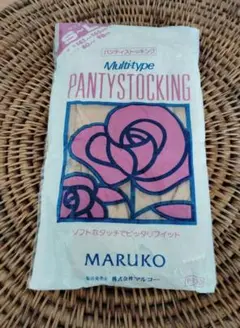 S-L
パンティストッキング
Multi-type
PANTYSTOCKING
ソフトなタッチでピッタリフィット
MARUKO
株式会社マルコー